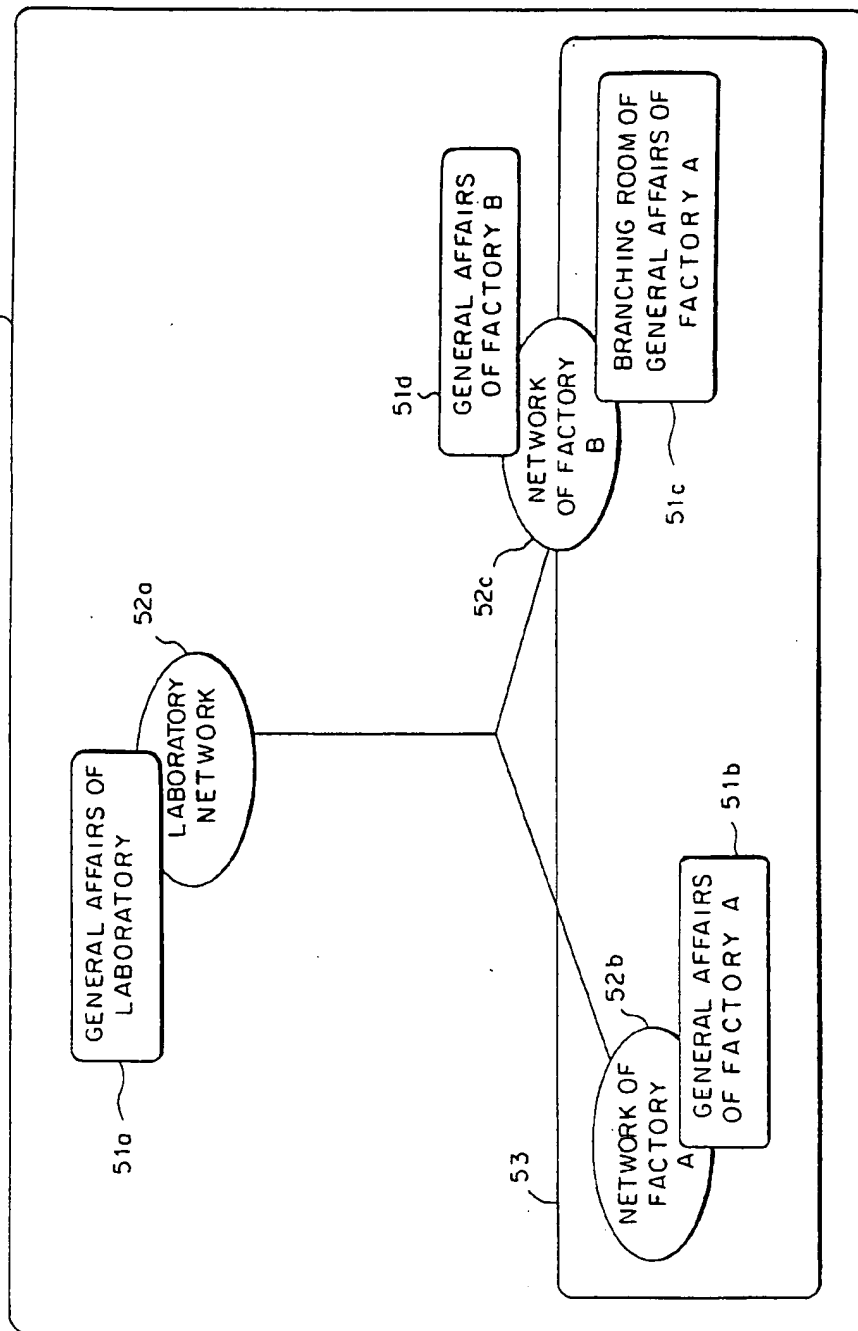 51a
GENERAL AFFAIRS OF
LABORATORY
LABORATORY
NETWORK
52a
51d
GENERAL AFFAIRS
OF FACTORY B
52c
NETWORK
OF FACTORY
B
53
NETWORK OF
FACTORY
A
52b
GENERAL AFFAIRS
OF FACTORY A
51b
51c
BRANCHING ROOM OF
GENERAL AFFAIRS OF
FACTORY A